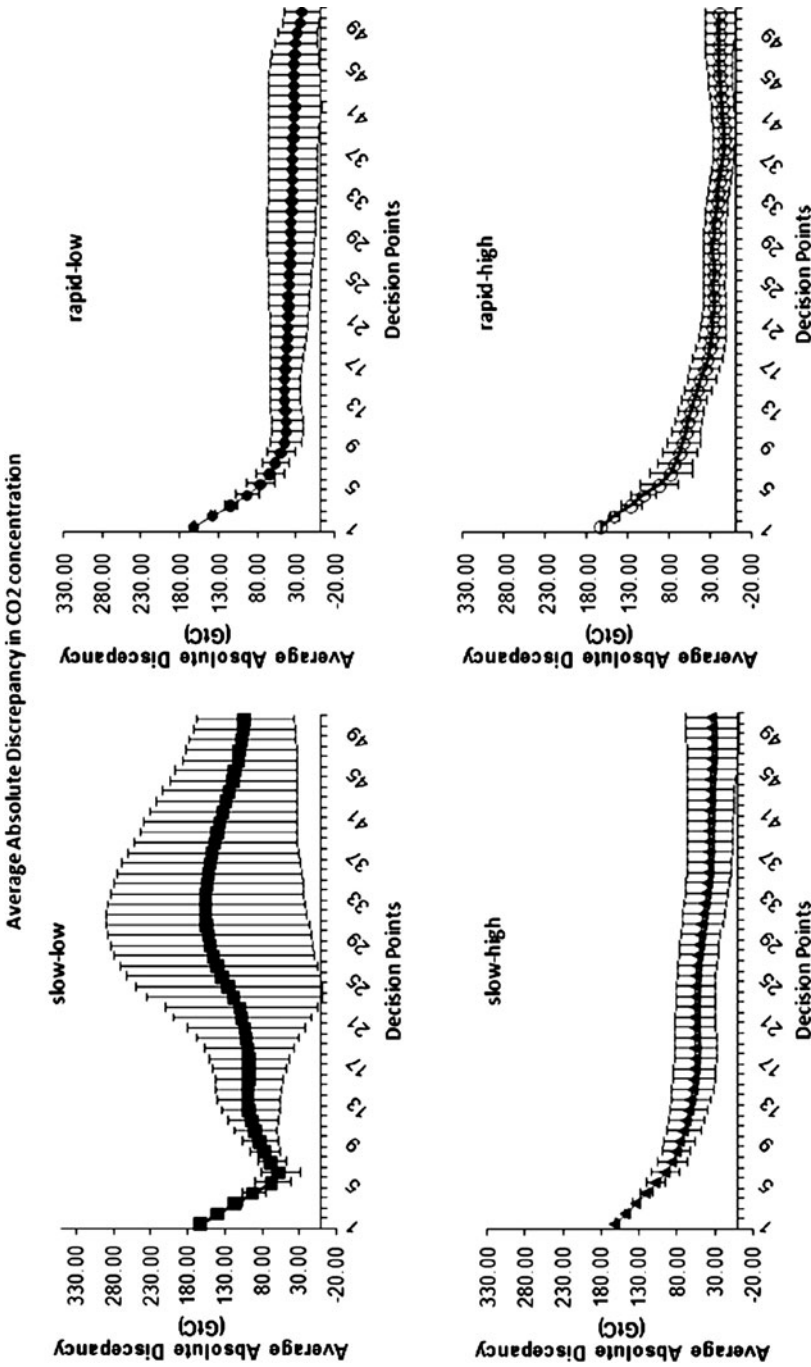 Average Absolute Discrepancy in CO2 concentration
slow-low
Average Absolute Discepancy
(GtC)
330.00
280.00
230.00
180.00
130.00
80.00
30.00
-20.00
1 5 9 13 17 21 25 29 33 37 41 45 49
Decision Points
rapid-low
Average Absolute Discepancy
(GtC)
330.00
280.00
230.00
180.00
130.00
80.00
30.00
-20.00
1 5 9 13 17 21 25 29 33 37 41 45 49
Decision Points
slow-high
Average Absolute Discepancy
(GtC)
330.00
280.00
230.00
180.00
130.00
80.00
30.00
-20.00
1 5 9 13 17 21 25 29 33 37 41 45 49
Decision Points
rapid-high
Average Absolute Discepancy
(GtC)
330.00
280.00
230.00
180.00
130.00
80.00
30.00
-20.00
1 5 9 13 17 21 25 29 33 37 41 45 49
Decision Points